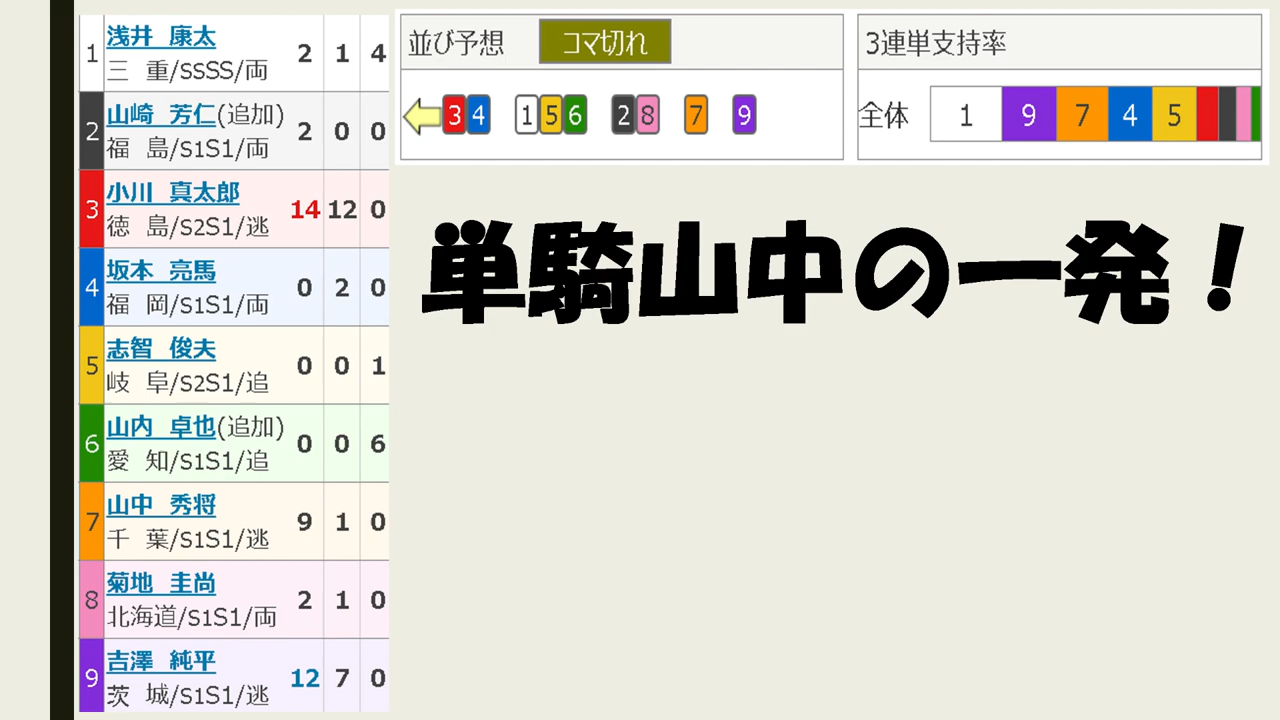 1 浅井 康太 2 1 4
三 重/SSSS/両
2 山崎 芳仁(追加) 2 0 0
福 島/S1S1/両
3 小川 真太郎 14 12 0
徳 島/S2S1/逃
4 坂本 亮馬 0 2 0
福 岡/S1S1/両
5 志智 俊夫 0 0 1
岐 阜/S2S1/追
6 山内 卓也(追加) 0 0 6
愛 知/S1S1/追
7 山中 秀将 9 1 0
千 葉/S1S1/逃
8 菊地 圭尚 2 1 0
北海道/S1S1/両
9 吉澤 純平 12 7 0
茨 城/S1S1/逃
並び予想 コマ切れ
3 4 1 5 6 2 8 7 9
3連単支持率
全体 1 9 7 4 5
単騎山中の一発！